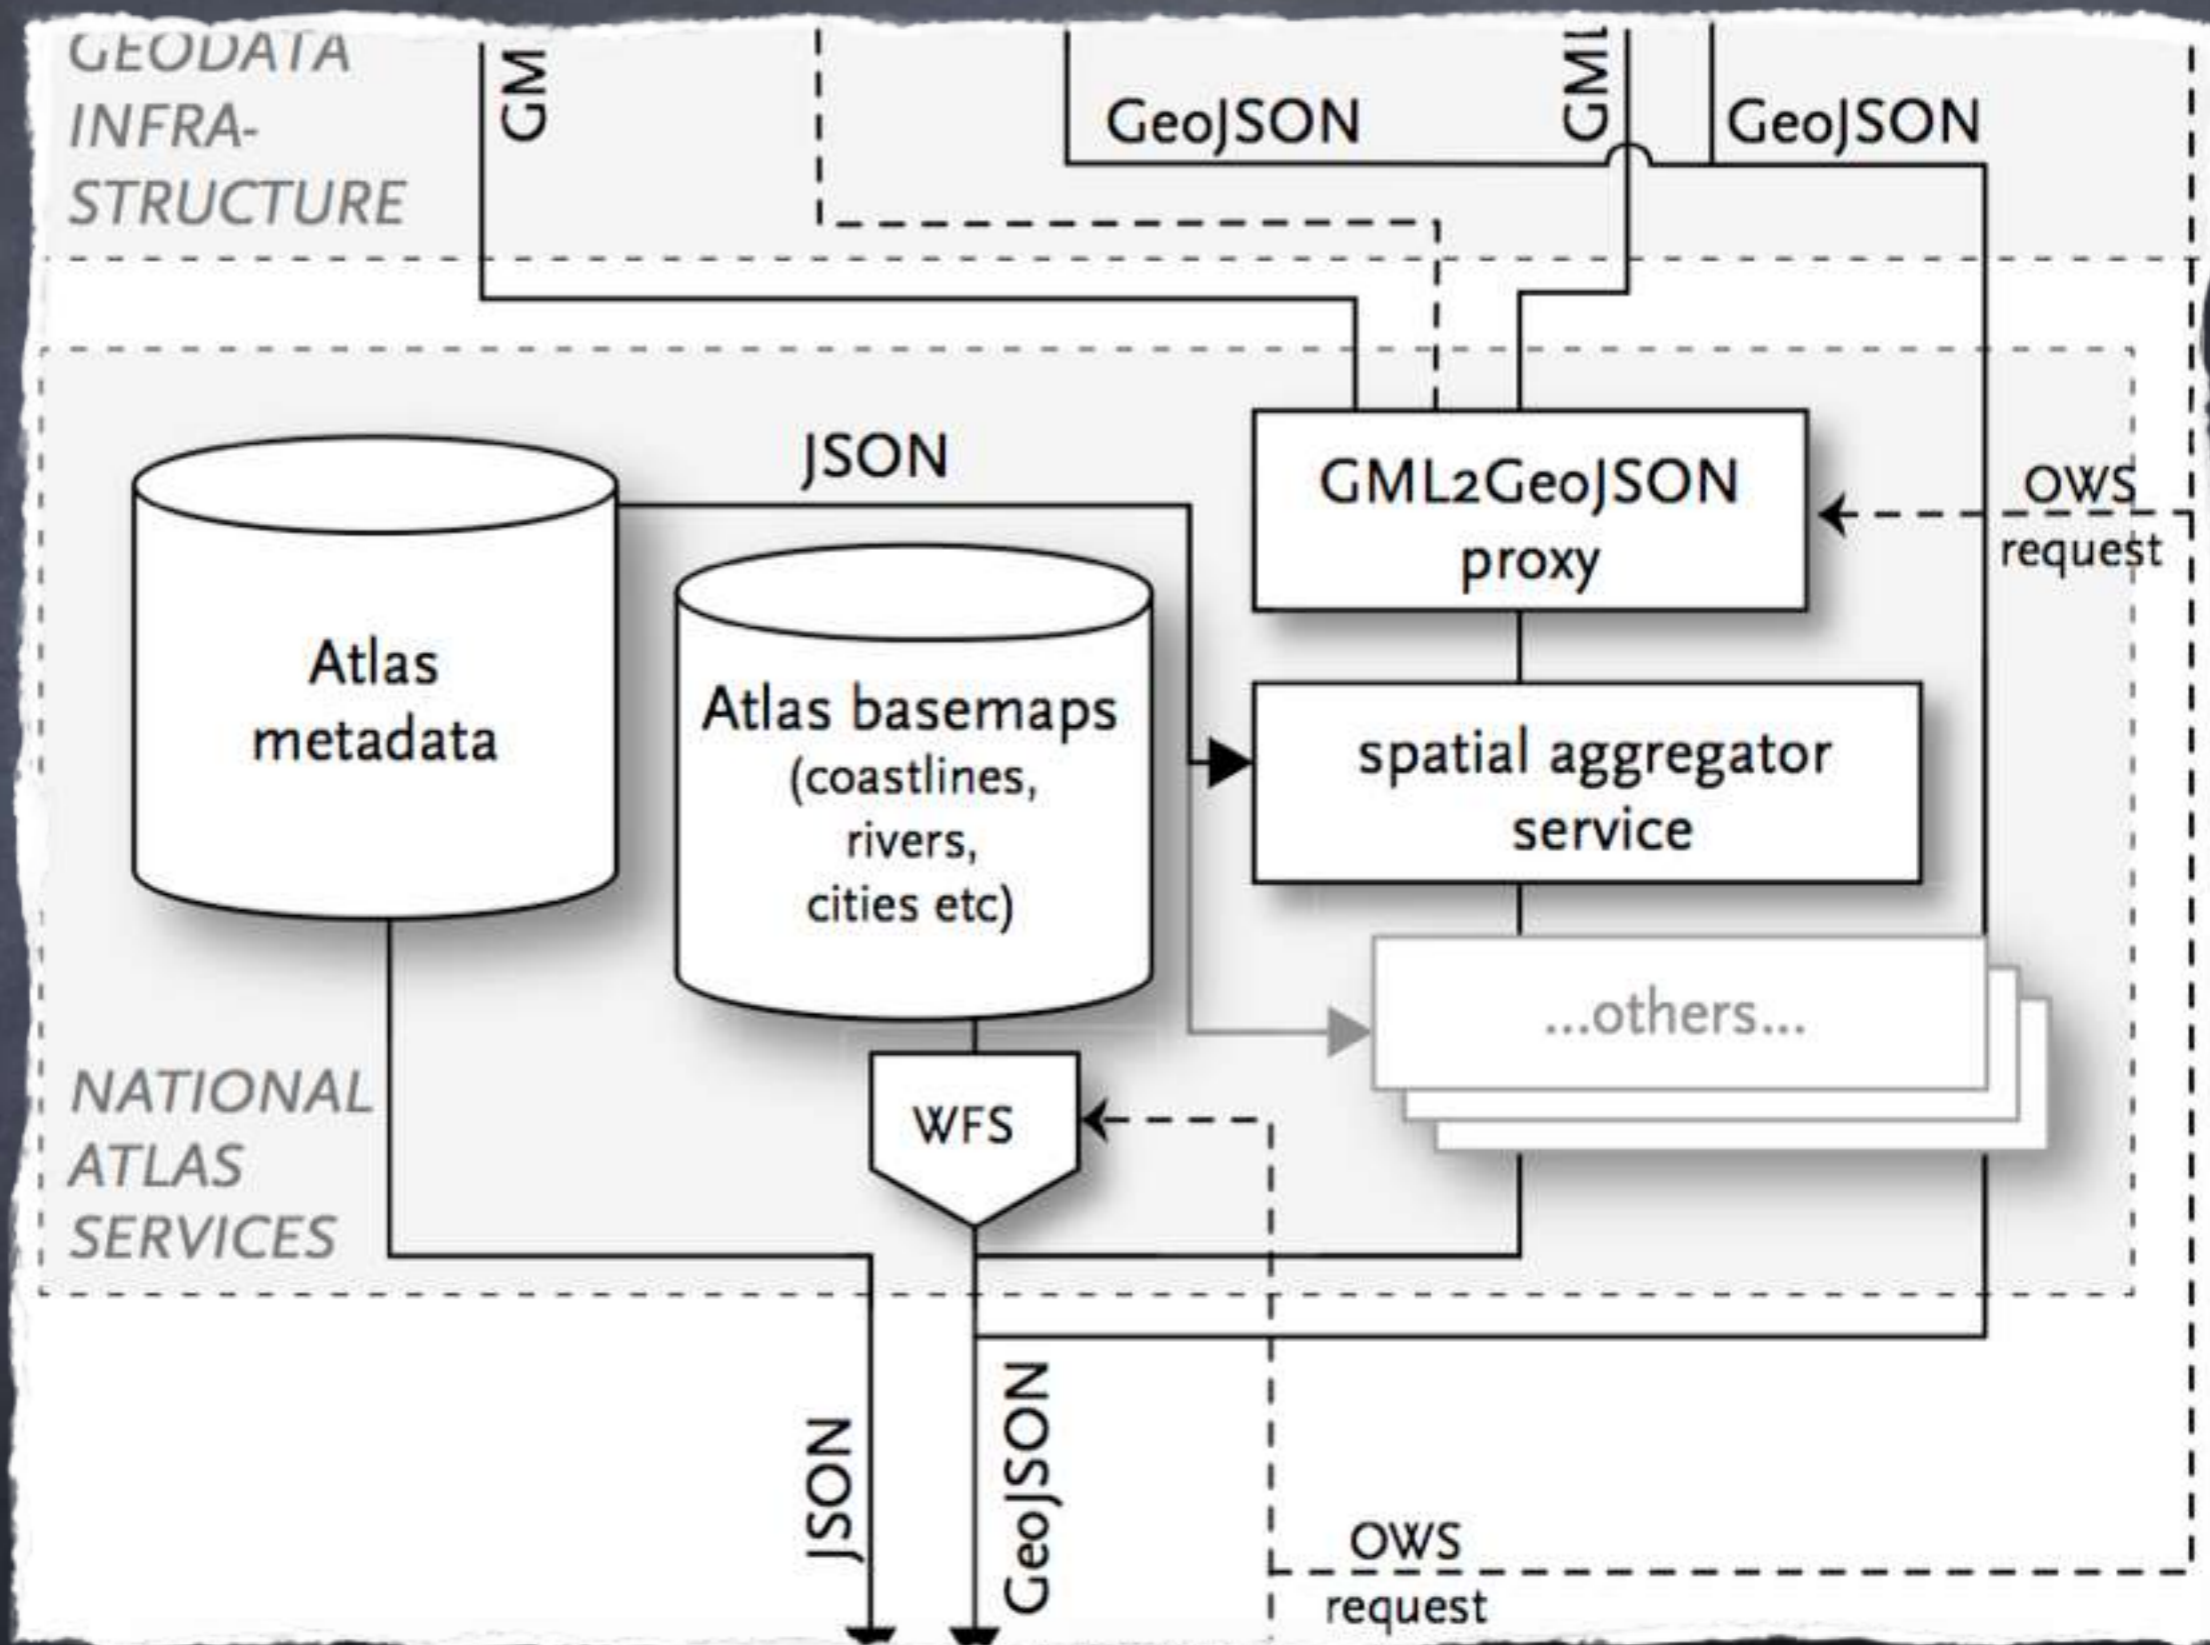 GEODATA
INFRA-
STRUCTURE
GM
GeoJSON
GML
GeoJSON
JSON
GML2GeoJSON
proxy
OWS
request
Atlas
metadata
Atlas basemaps
(coastlines,
rivers,
cities etc)
spatial aggregator
service
...others...
WFS
NATIONAL
ATLAS
SERVICES
JSON
GeoJSON
OWS
request